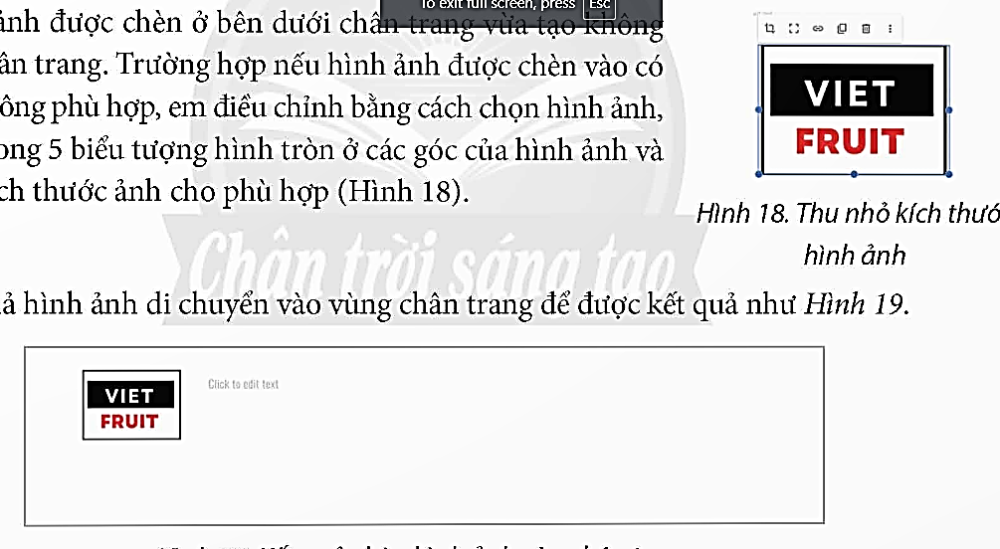 To exit full screen, press Esc
ảnh được chèn ở bên dưới chân trang vừa tạo không
ân trang. Trường hợp nếu hình ảnh được chèn vào có
ông phù hợp, em điều chỉnh bằng cách chọn hình ảnh,
ong 5 biểu tượng hình tròn ở các góc của hình ảnh và
ch thước ảnh cho phù hợp (Hình 18).
VIET
FRUIT
Hình 18. Thu nhỏ kích thướ
hình ảnh
Chân trời sáng tạo
ả hình ảnh di chuyển vào vùng chân trang để được kết quả như Hình 19.
VIET
FRUIT
Click to edit text